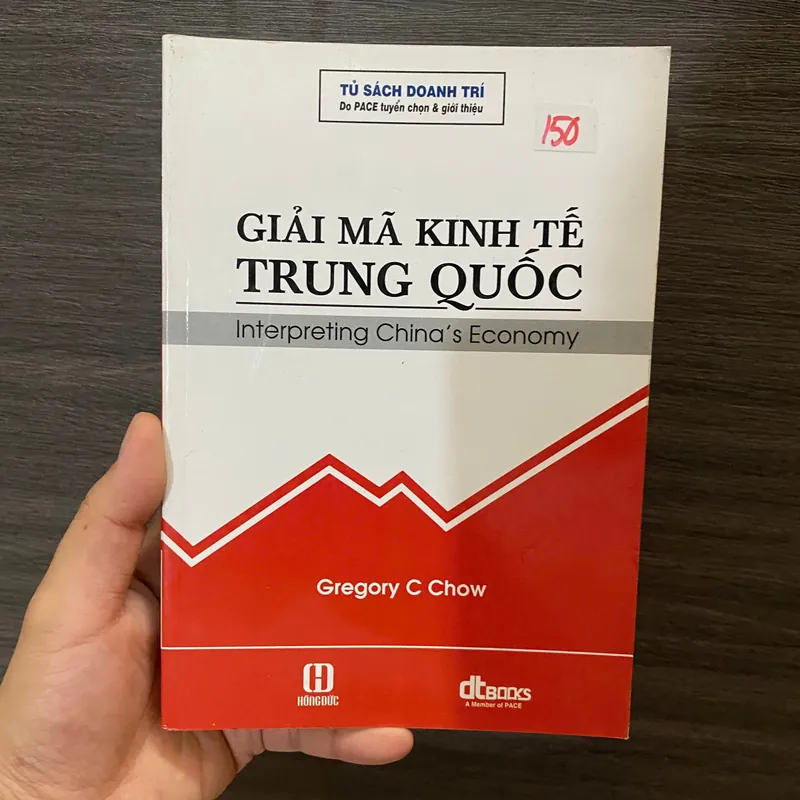 TỦ SÁCH DOANH TRÍ
Do PACE tuyển chọn & giới thiệu
150
GIẢI MÃ KINH TẾ
TRUNG QUỐC
Interpreting China's Economy
Gregory C Chow
HỒNG ĐỨC
dtBOOKS
A Member of PACE